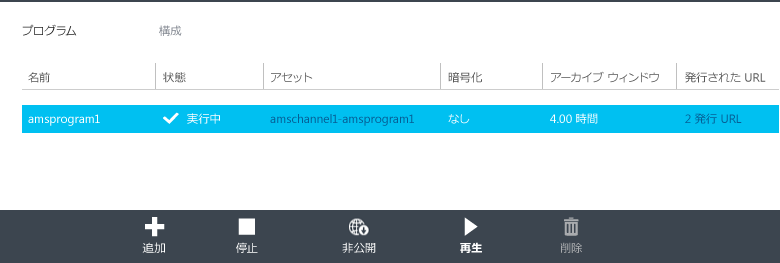 プログラム 構成
名前 状態 アセット 暗号化 アーカイブ ウィンドウ 発行された URL
amsprogram1 実行中 amschannel1-amsprogram1 なし 4.00 時間 2 発行 URL
追加 停止 非公開 再生 削除